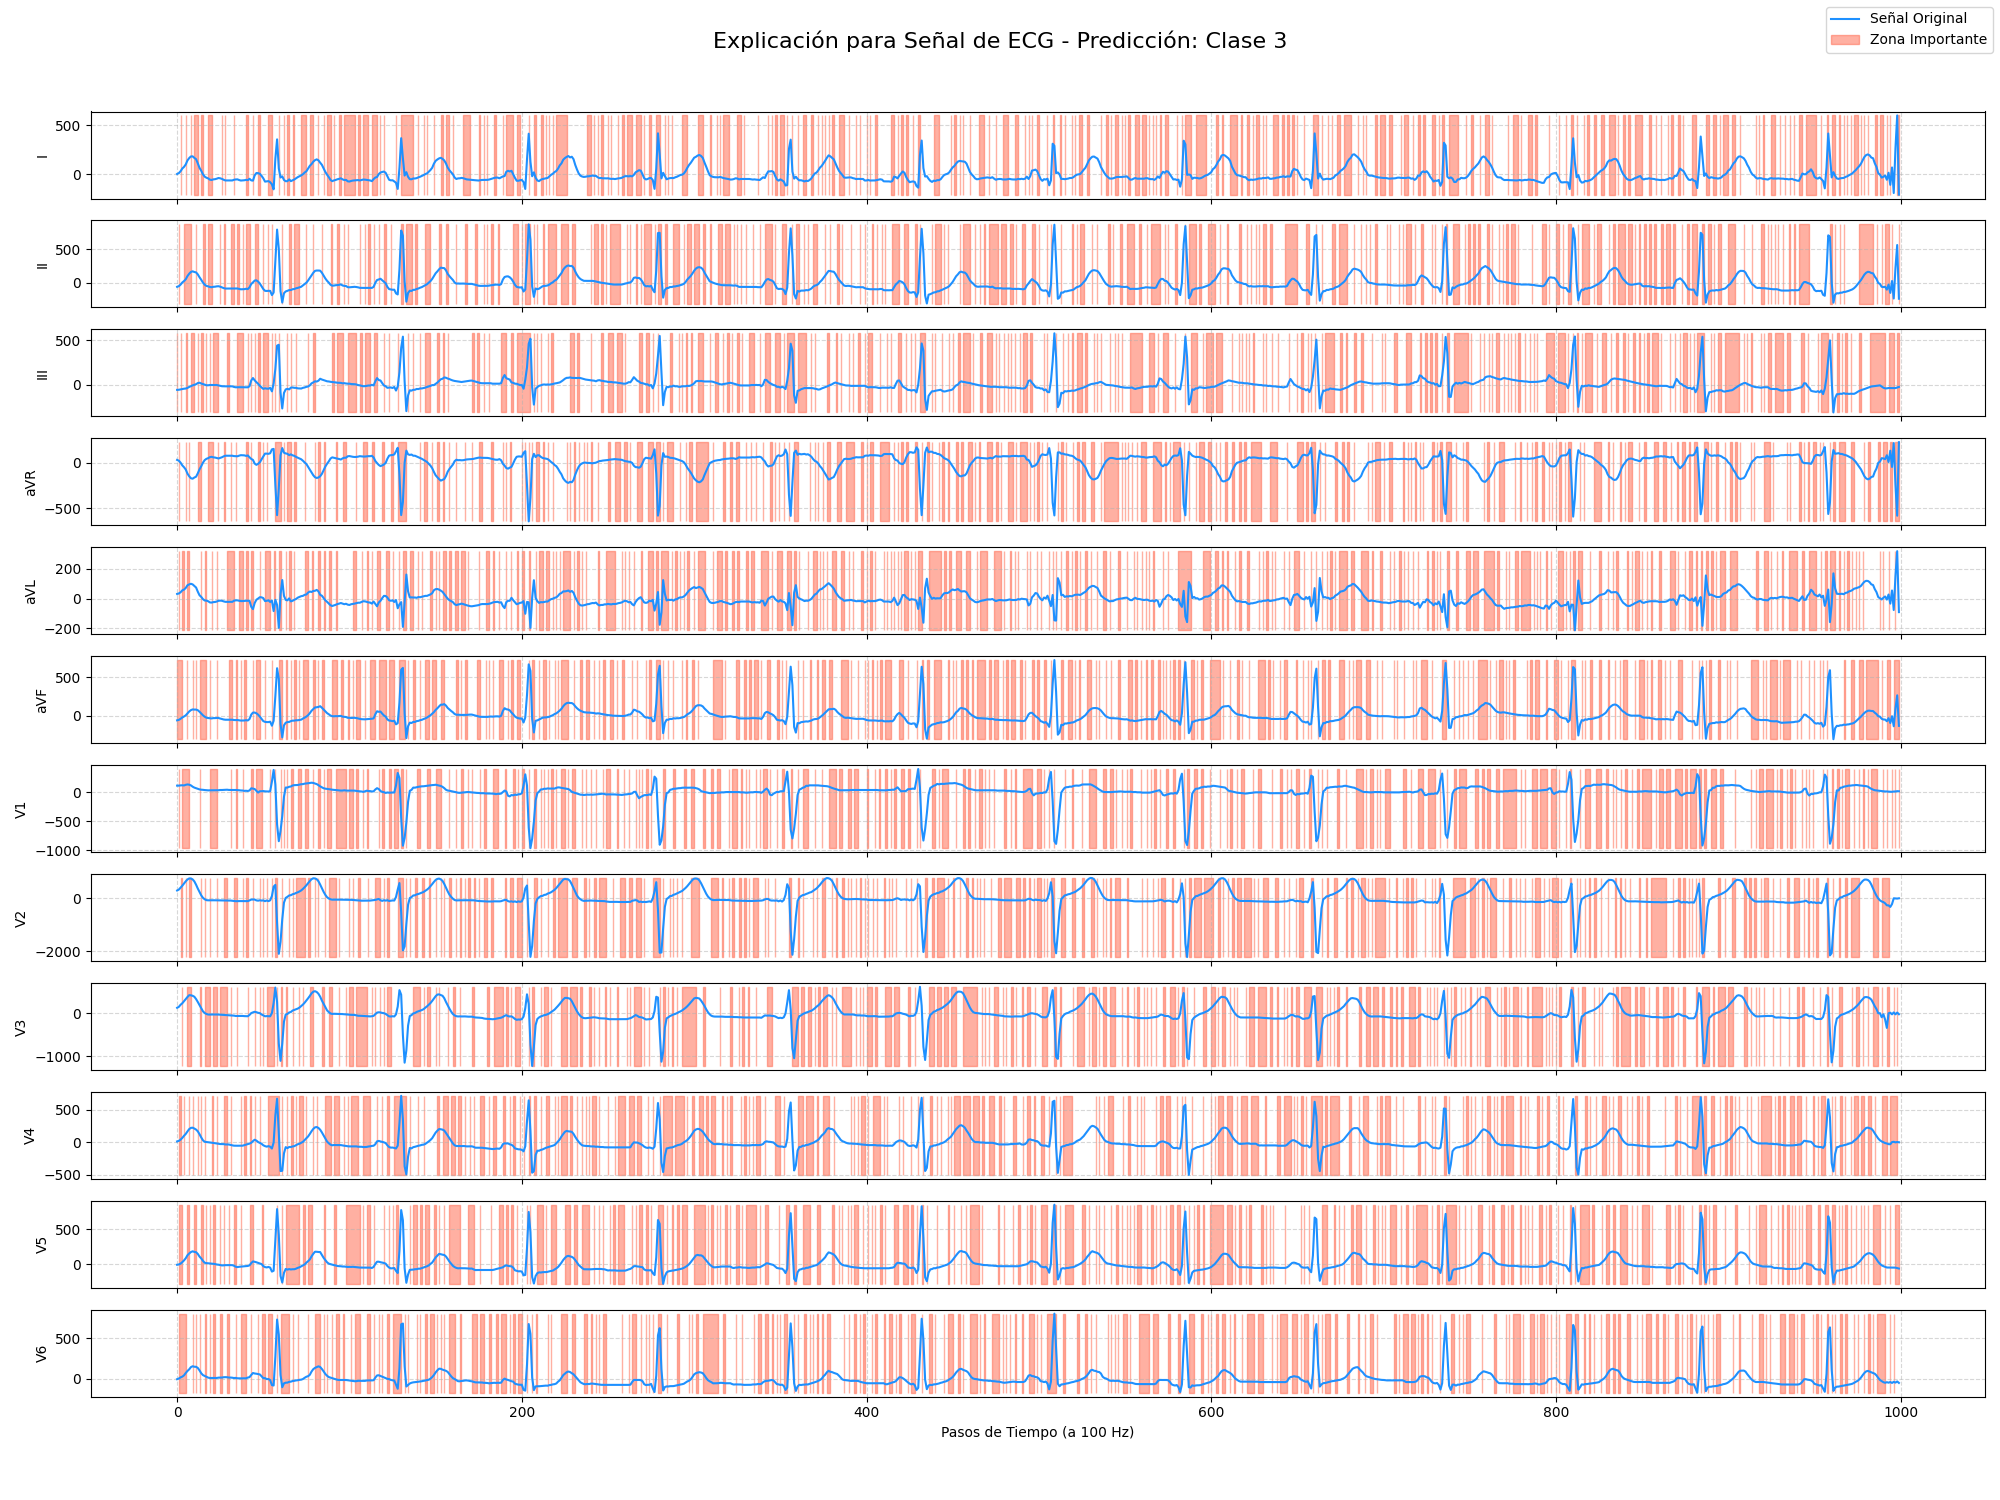 Señal Original
Zona Importante
Explicación para Señal de ECG - Predicción: Clase 3
500
0
I
500
0
II
500
0
III
0
−500
aVR
200
0
−200
aVL
500
0
aVF
0
−500
−1000
V1
0
−2000
V2
0
−1000
V3
500
0
−500
V4
500
0
V5
500
0
V6
0 200 400 600 800 1000
Pasos de Tiempo (a 100 Hz)